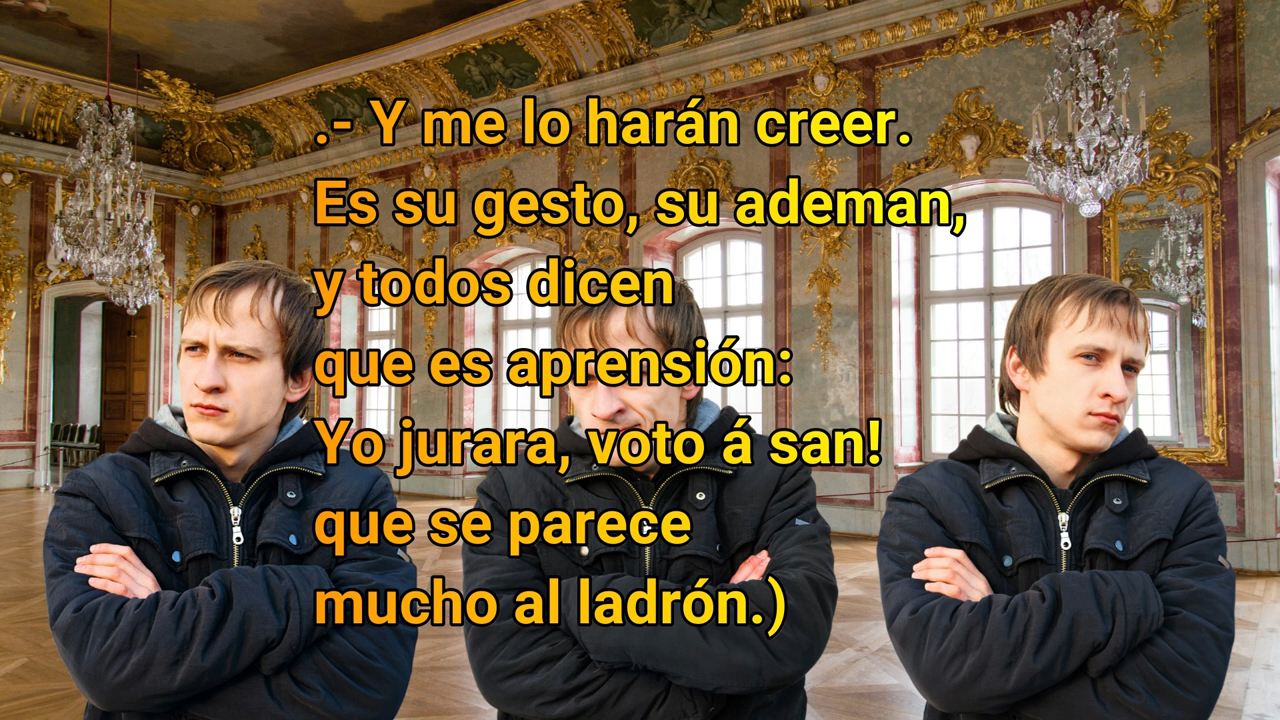 .- Y me lo harán creer.
Es su gesto, su ademan,
y todos dicen
que es aprensión:
Yo jurara, voto á san!
que se parece
mucho al ladrón.)